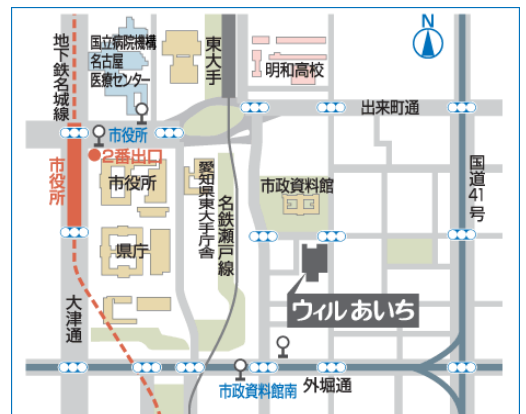 N
地下鉄名城線
国立病院機構
名古屋
医療センター
東大手
明和高校
出来町通
市役所
2番出口
市役所
市役所
愛知県東大手庁舎
名鉄瀬戸線
市政資料館
国道41号
県庁
ウィルあいち
大津通
市政資料館南
外堀通